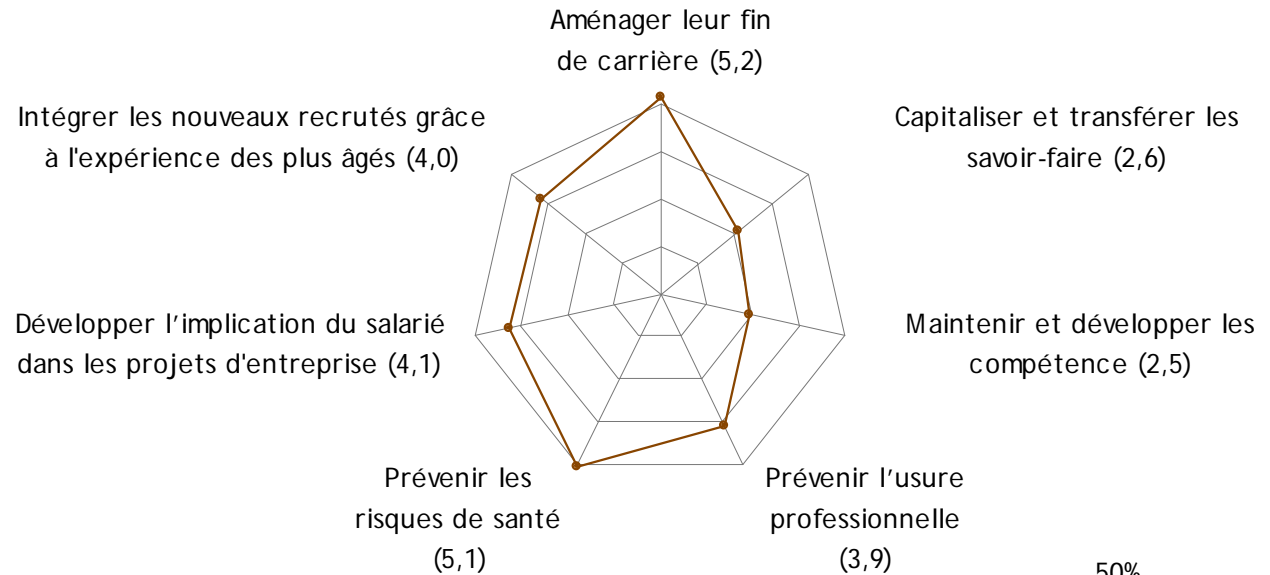 Aménager leur fin
de carrière (5,2)
Intégrer les nouveaux recrutés grâce
à l'expérience des plus âgés (4,0)
Capitaliser et transférer les
savoir-faire (2,6)
Développer l’implication du salarié
dans les projets d'entreprise (4,1)
Maintenir et développer les
compétence (2,5)
Prévenir les
risques de santé
(5,1)
Prévenir l’usure
professionnelle
(3,9)
50%